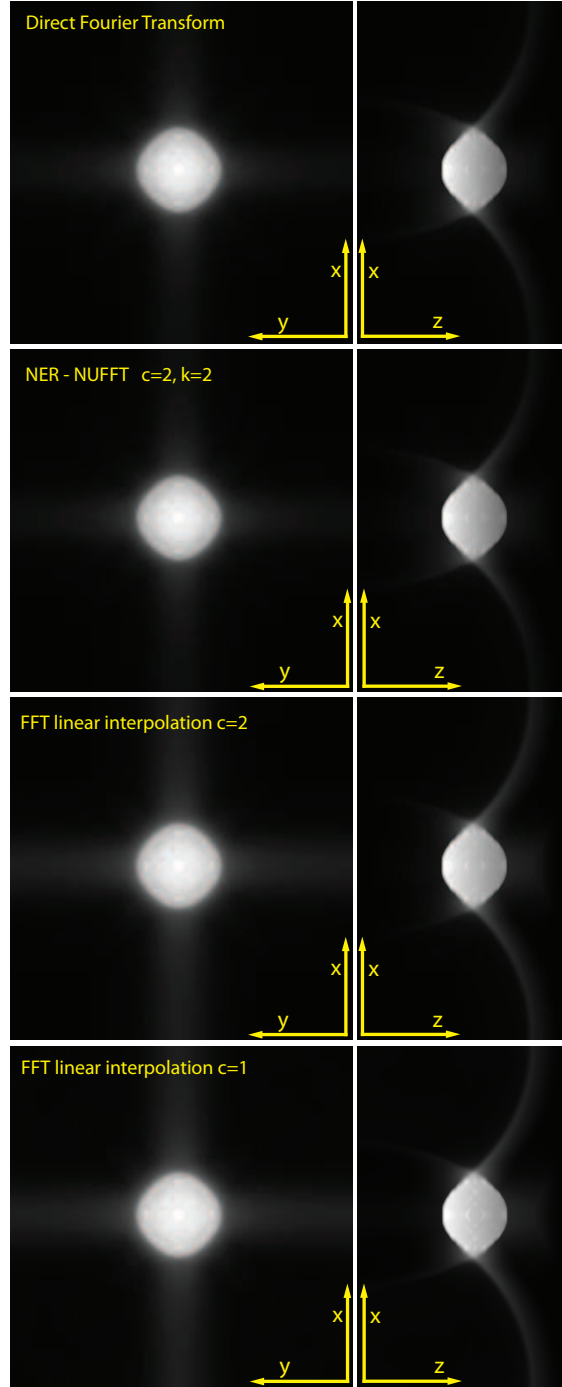 Direct Fourier Transform
x
x
y
z
NER - NUFFT c=2, k=2
x
x
y
z
FFT linear interpolation c=2
x
x
y
z
FFT linear interpolation c=1
x
x
y
z